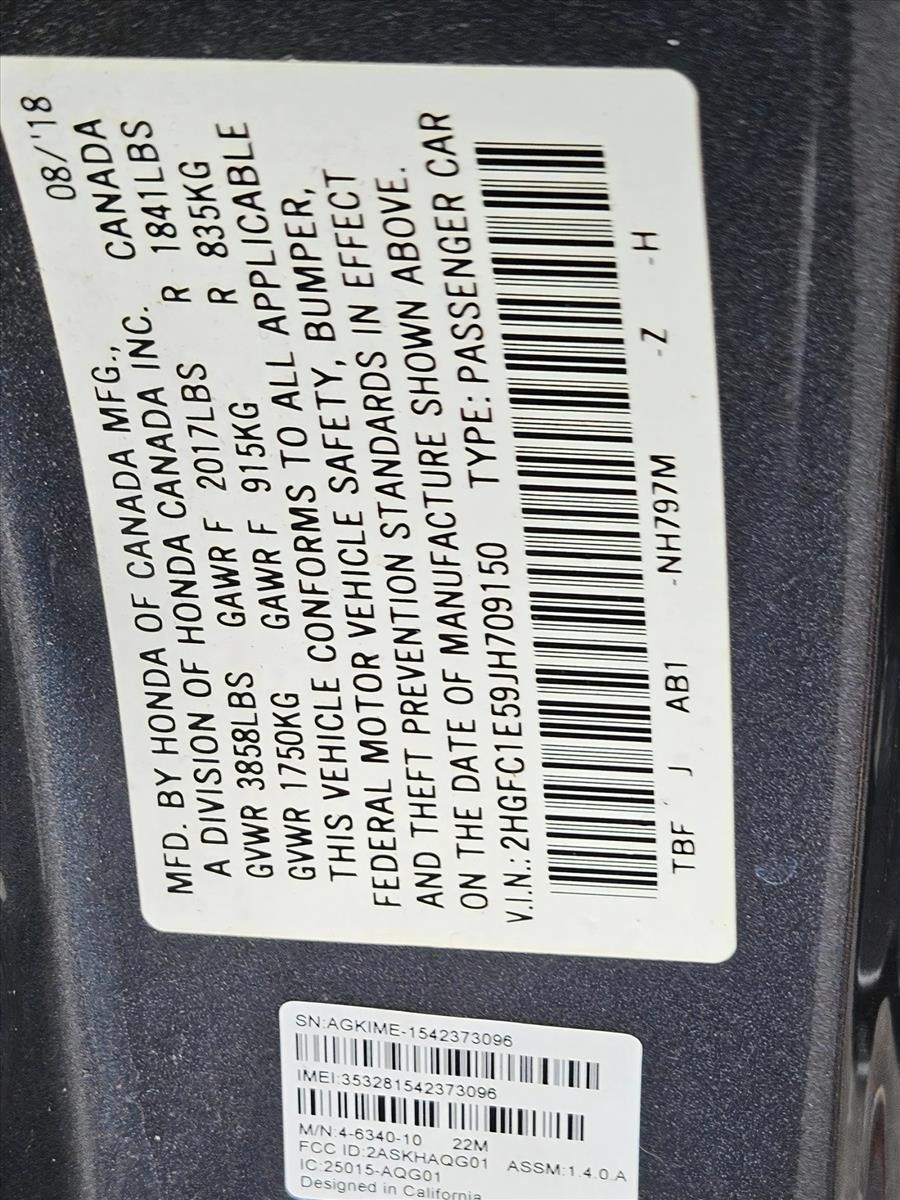 08/'18
MFD. BY HONDA OF CANADA MFG., CANADA
A DIVISION OF HONDA CANADA INC.
GVWR 3858LBS GAWR F 2017LBS R 1841LBS
GVWR 1750KG GAWR F 915KG R 835KG
THIS VEHICLE CONFORMS TO ALL APPLICABLE
FEDERAL MOTOR VEHICLE SAFETY, BUMPER,
AND THEFT PREVENTION STANDARDS IN EFFECT
ON THE DATE OF MANUFACTURE SHOWN ABOVE.
V.I.N.:2HGFC1E59JH709150 TYPE:PASSENGER CAR
TBF J AB1 -NH797M -Z -H
SN:AGKIME-1542373096
IMEI:353281542373096
M/N:4-6340-10 22M
FCC ID:2ASKHAQG01 ASSM:1.4.0.A
IC:25015-AQG01
Designed in California